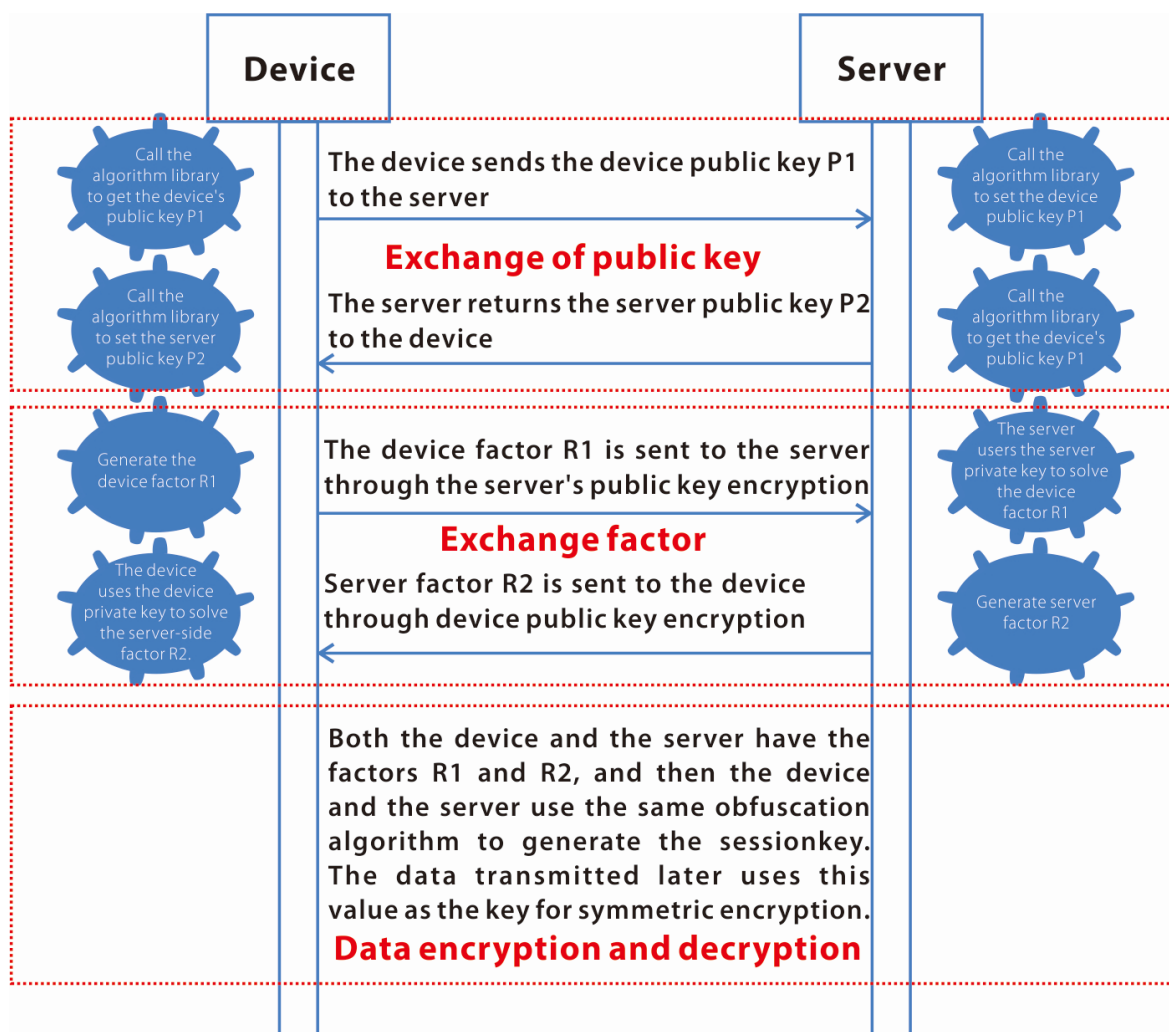 Device
Server
Call the
algorithm library
to get the device's
public key P1
The device sends the device public key P1
to the server
Call the
algorithm library
to set the device
public key P1
Exchange of public key
Call the
algorithm library
to set the server
public key P2
The server returns the server public key P2
to the device
Call the
algorithm library
to get the device's
public key P1
Generate the
device factor R1
The device factor R1 is sent to the server
through the server's public key encryption
The server
users the server
private key to solve
the device
factor R1
Exchange factor
The device
uses the device
private key to solve
the server-side
factor R2.
Server factor R2 is sent to the device
through device public key encryption
Generate server
factor R2
Both the device and the server have the
factors R1 and R2, and then the device
and the server use the same obfuscation
algorithm to generate the sessionkey.
The data transmitted later uses this
value as the key for symmetric encryption.
Data encryption and decryption